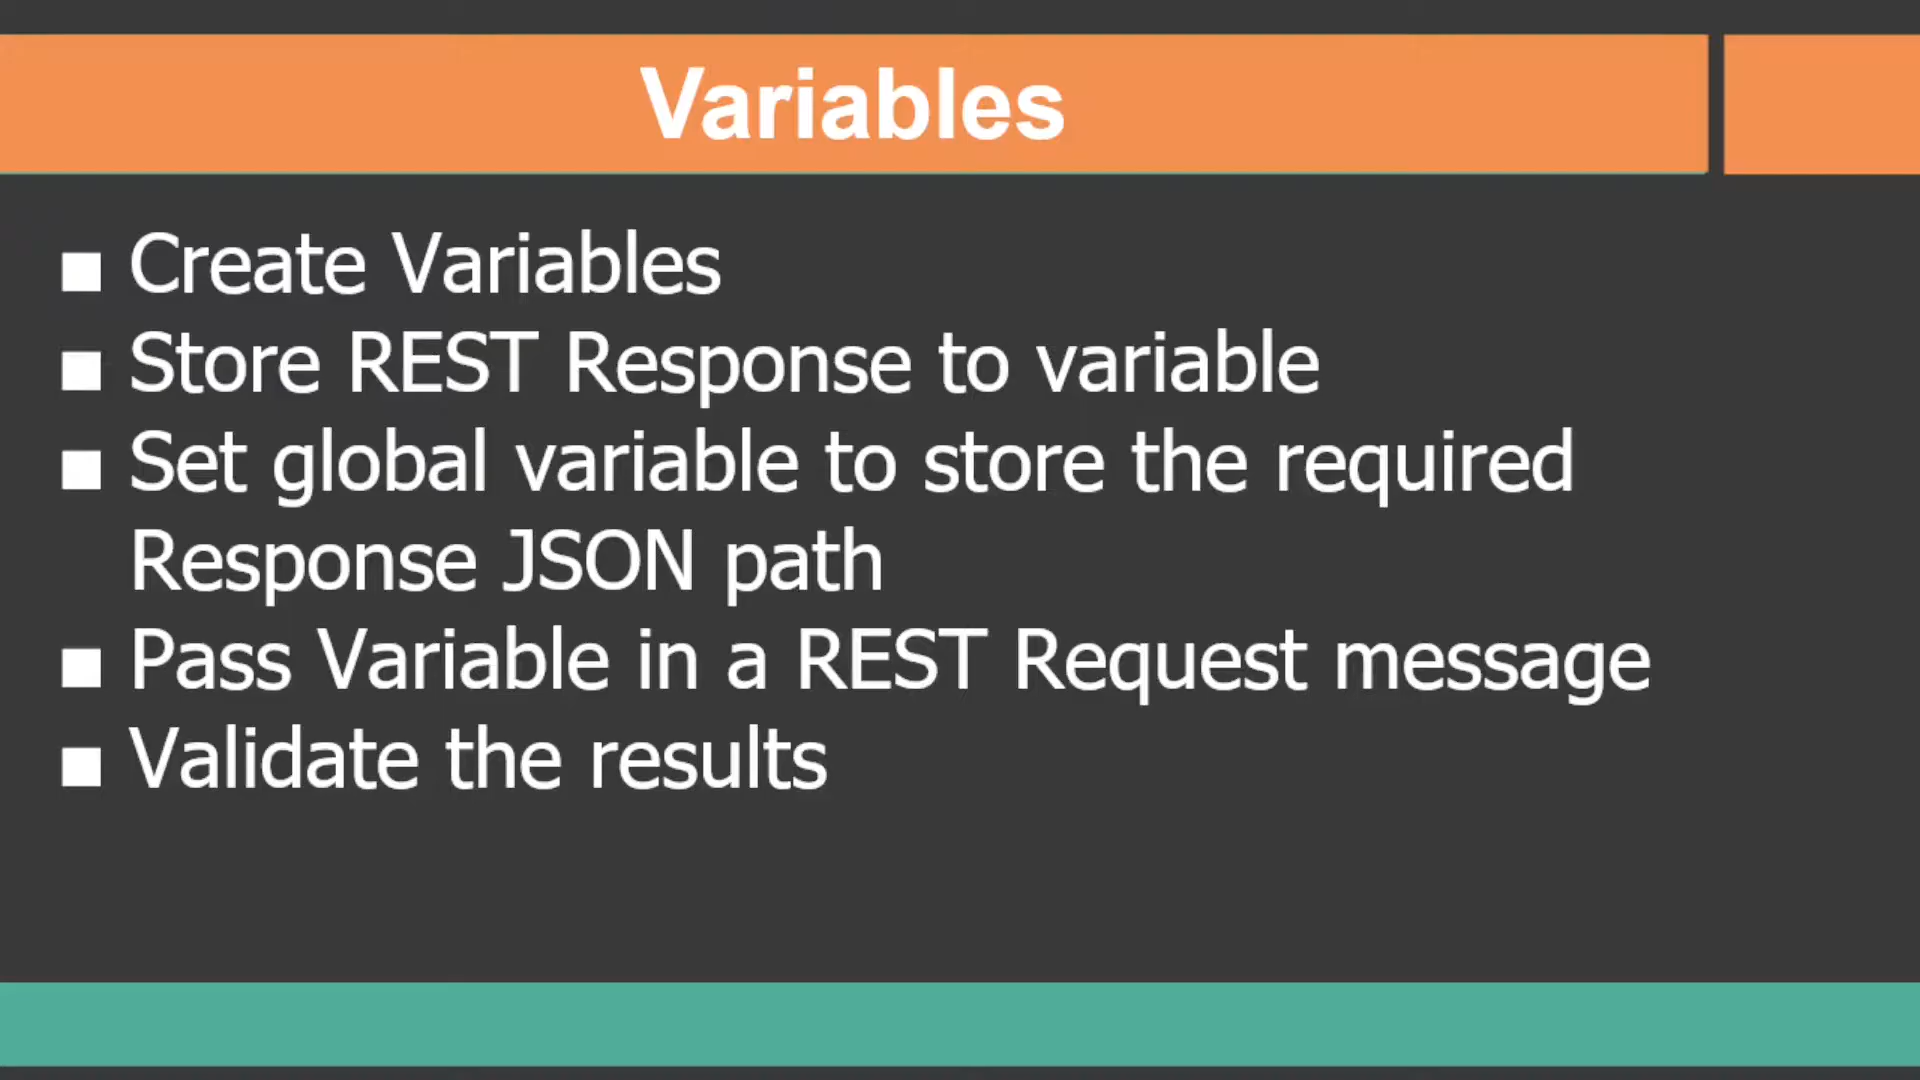 Variables
■ Create Variables
■ Store REST Response to variable
■ Set global variable to store the required
Response JSON path
■ Pass Variable in a REST Request message
■ Validate the results